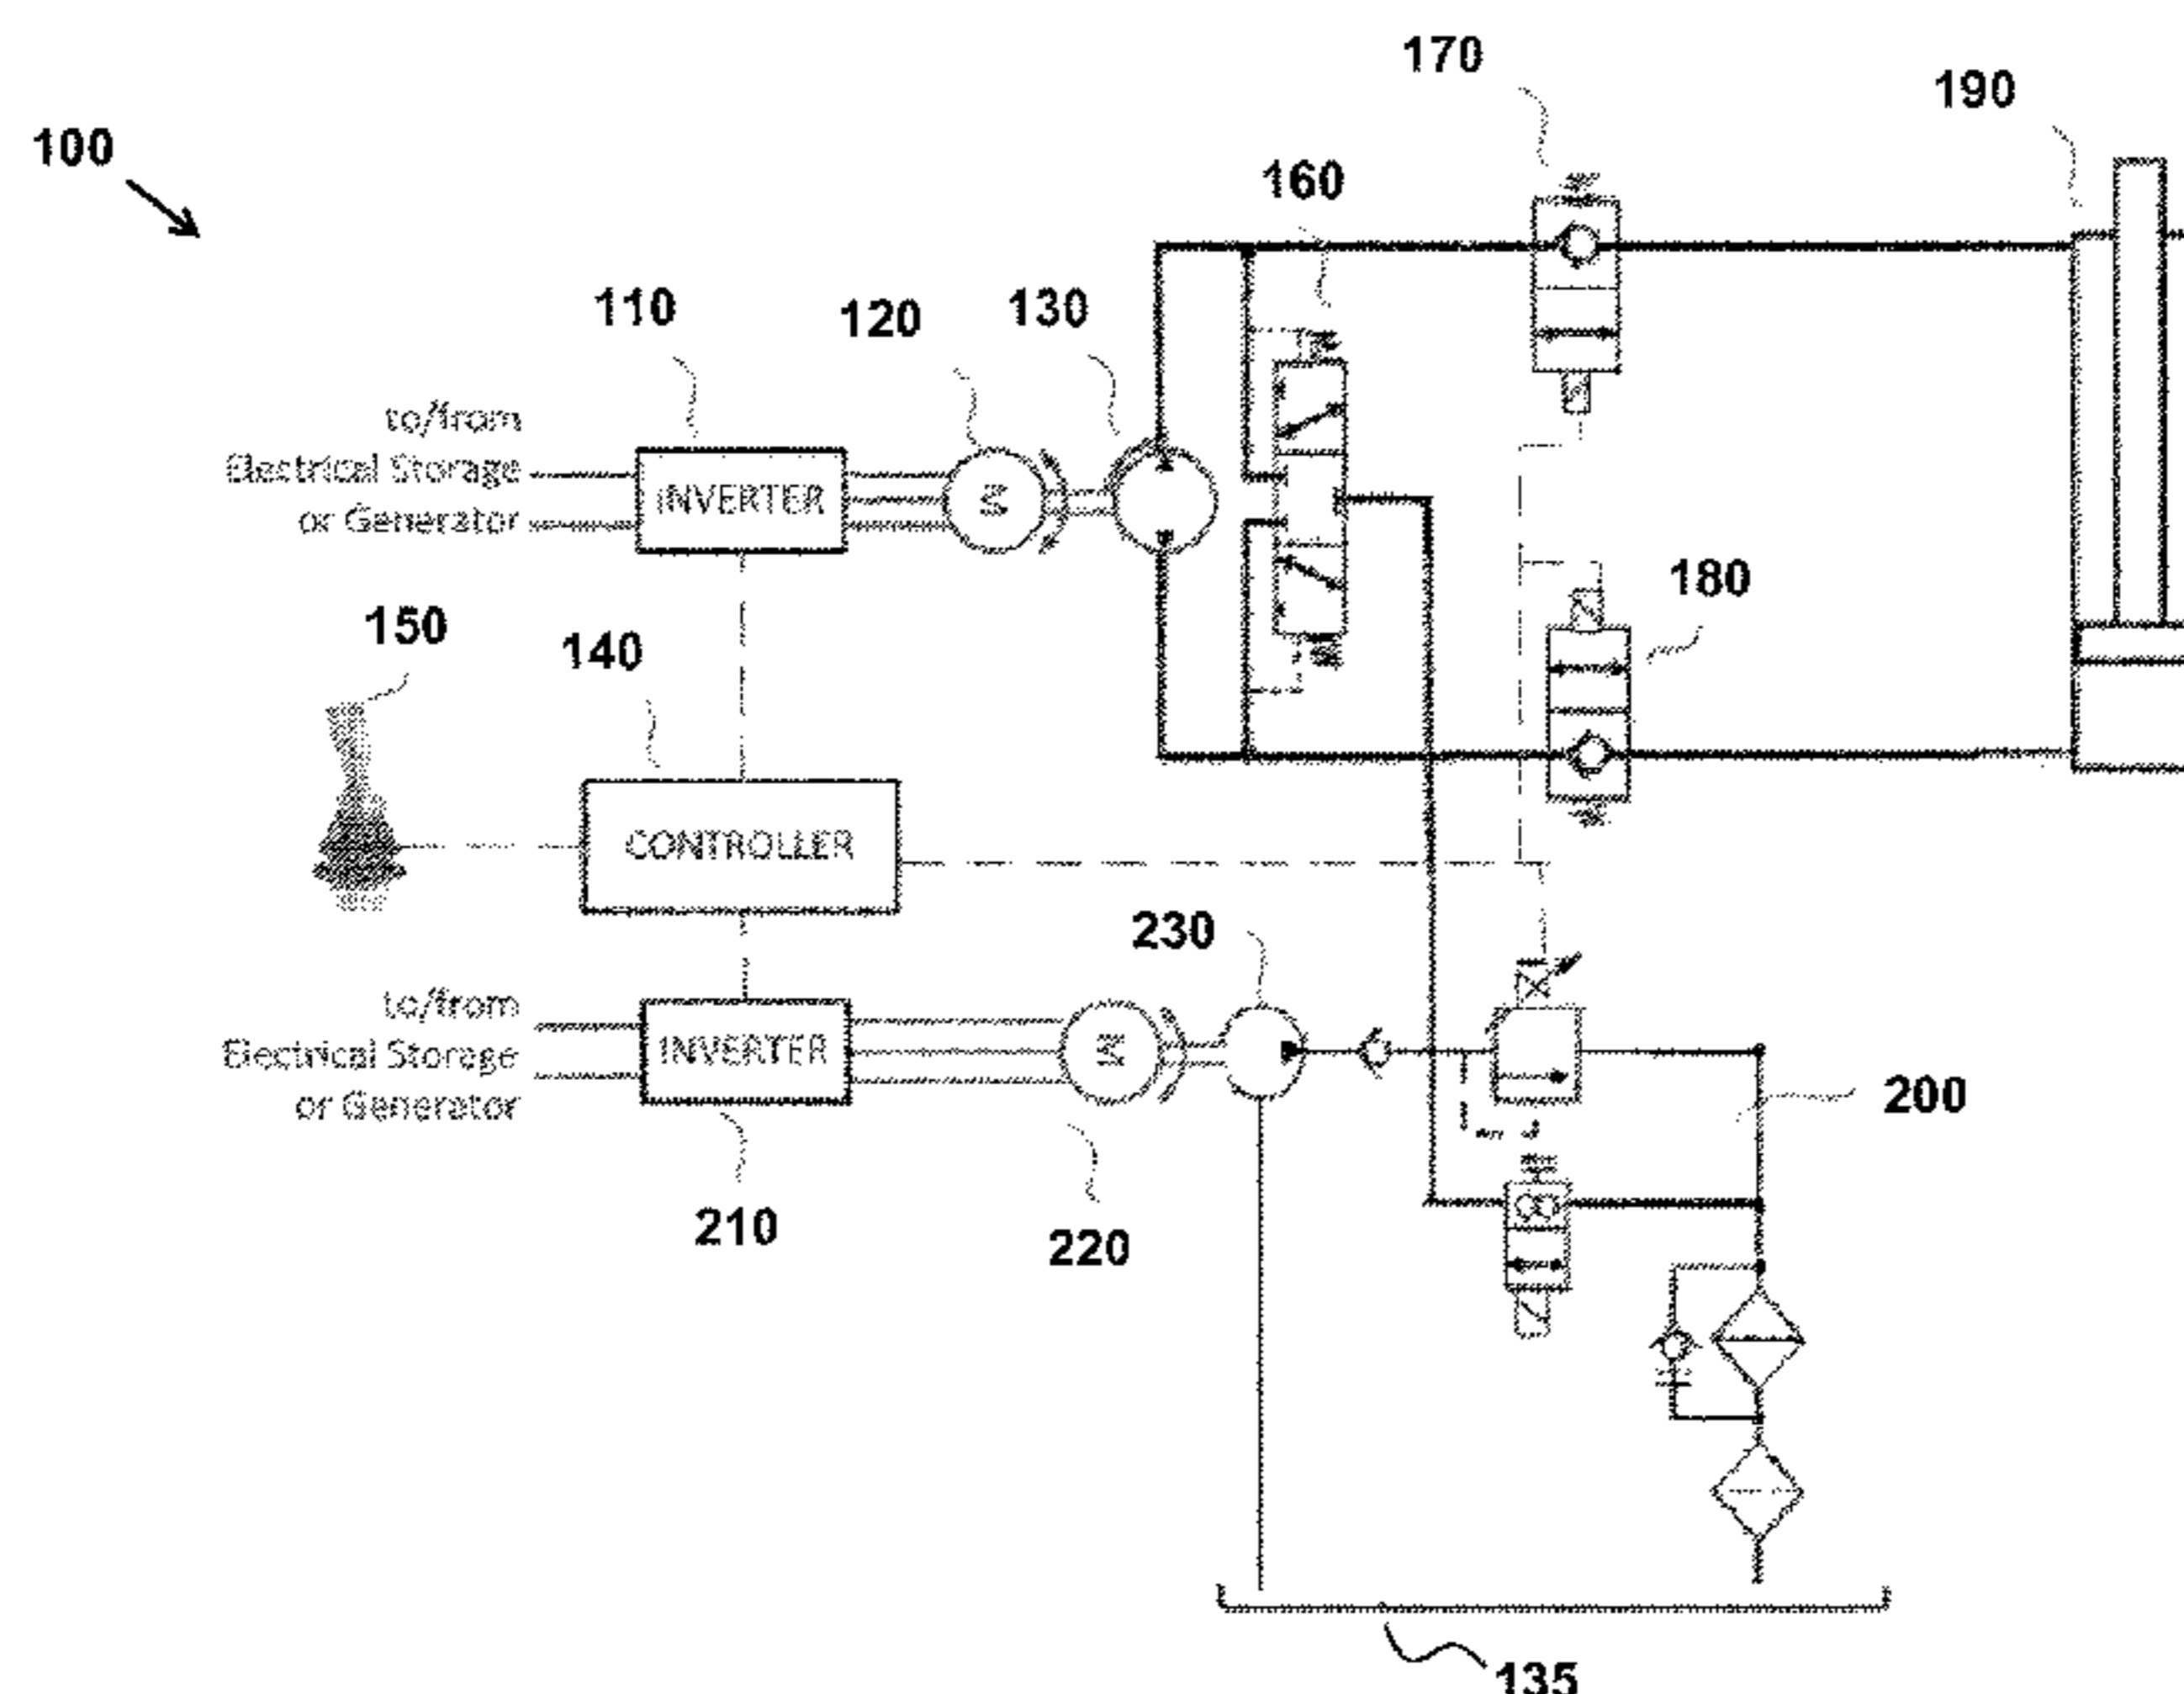 170
190
100
160
110
120
130
to/from
Electrical Storage
or Generator
INVERTER
M
150
140
180
CONTROLLER
230
to/from
Electrical Storage
or Generator
INVERTER
M
200
210
220
135